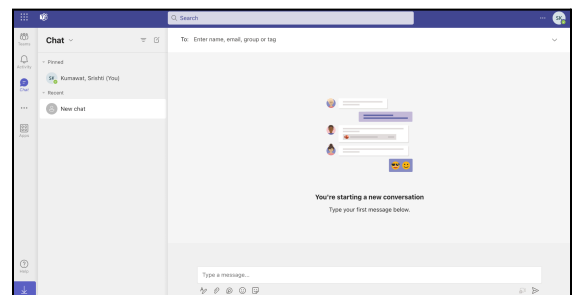 Search
SK
Teams
Activity
Chat
Apps
Help
Chat
Pinned
SK Kumawat, Srishti (You)
Recent
New chat
To: Enter name, email, group or tag
You're starting a new conversation
Type your first message below.
Type a message...